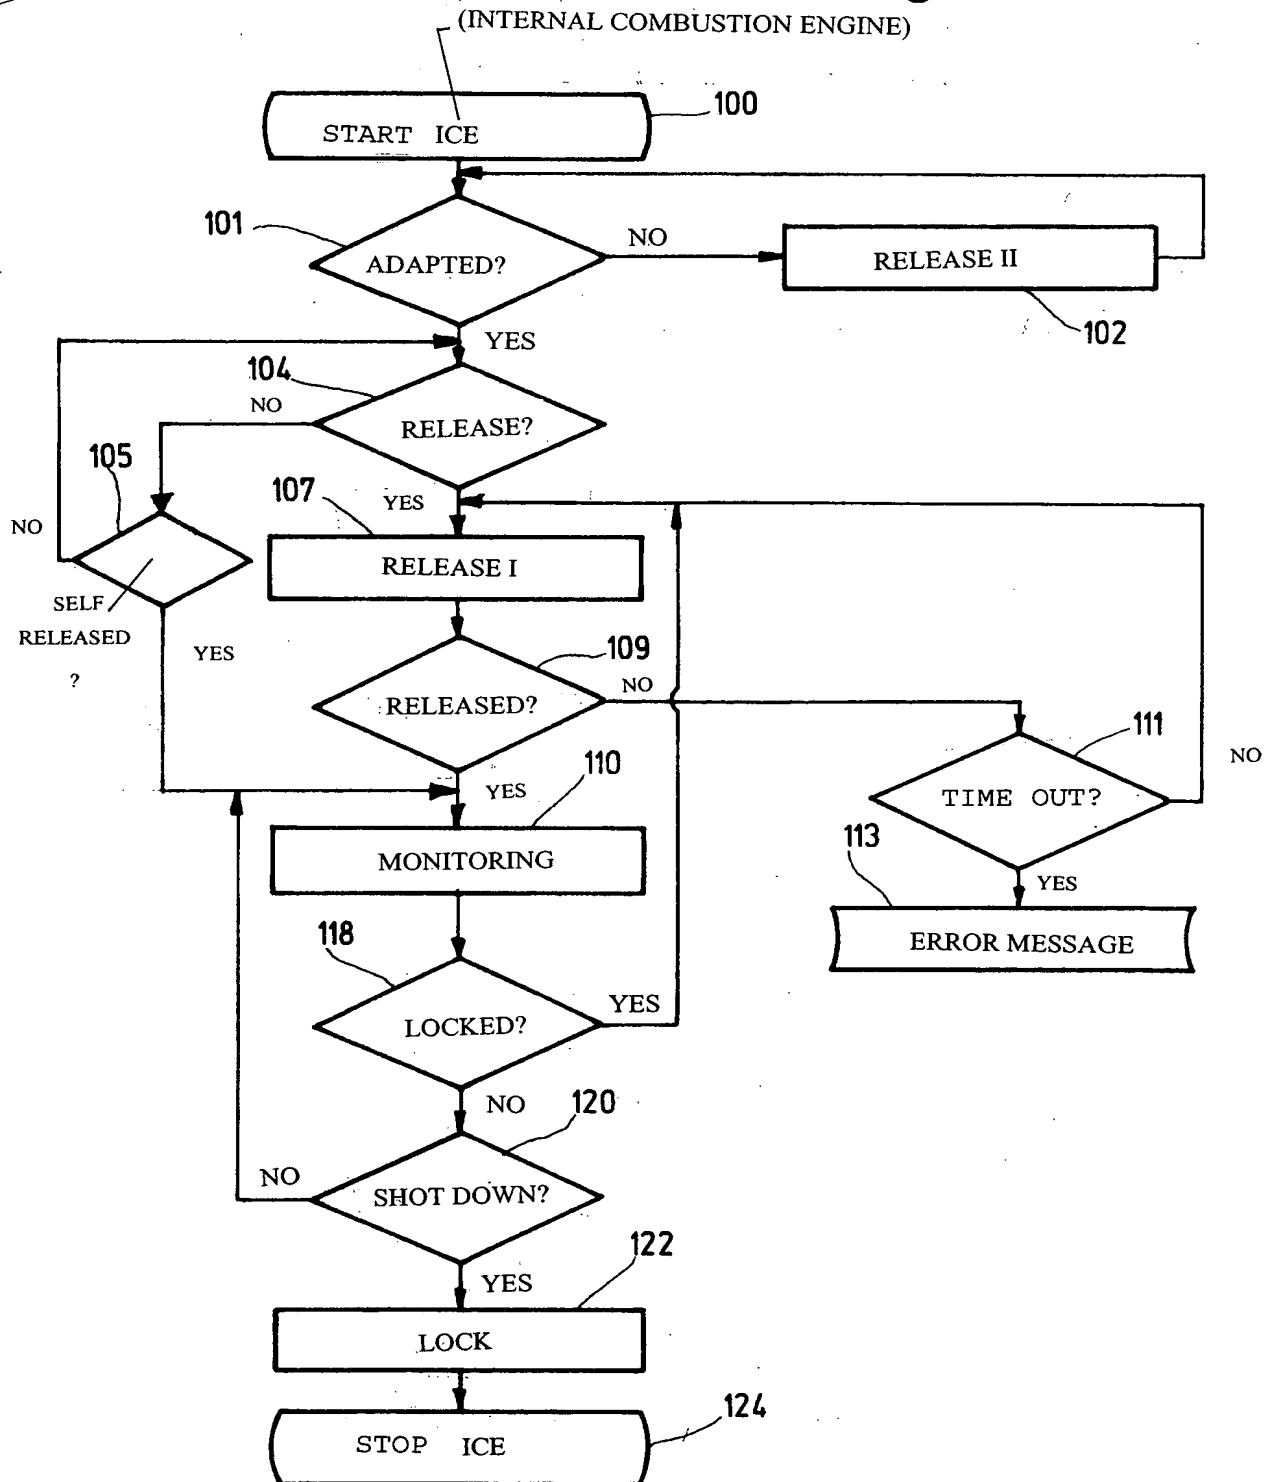 (INTERNAL COMBUSTION ENGINE)
100
START ICE
101
ADAPTED?
NO
RELEASE II
102
YES
104
NO
RELEASE?
105
NO
SELF
RELEASED
?
YES
YES
107
RELEASE I
109
RELEASED?
NO
111
TIME OUT?
NO
YES
110
MONITORING
113
YES
ERROR MESSAGE
118
LOCKED?
YES
NO
120
SHOT DOWN?
NO
YES
122
LOCK
124
STOP ICE